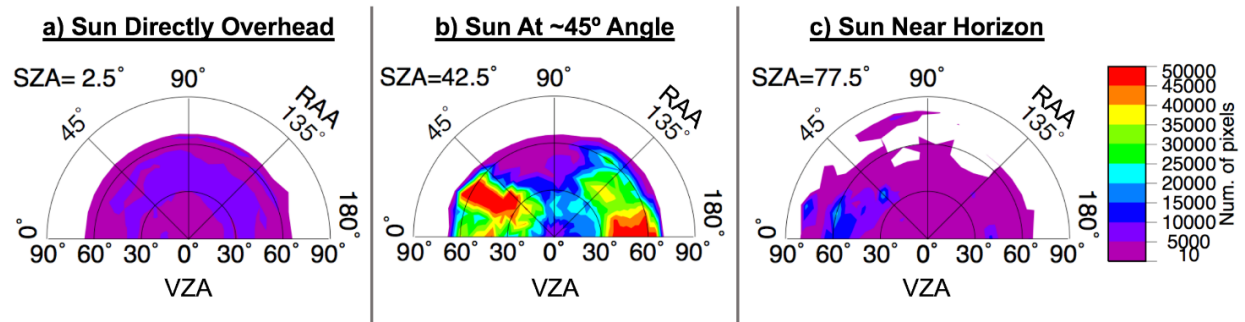 a) Sun Directly Overhead
SZA= 2.5°
90°
45°
RAA
135°
0°
180°
90° 60° 30° 0° 30° 60° 90°
VZA
b) Sun At ~45º Angle
SZA=42.5°
90°
45°
RAA
135°
0°
180°
90° 60° 30° 0° 30° 60° 90°
VZA
c) Sun Near Horizon
SZA=77.5°
90°
45°
RAA
135°
0°
180°
90° 60° 30° 0° 30° 60° 90°
VZA
50000
45000
40000
35000
30000
25000
20000
15000
10000
5000
10
Num. of pixels